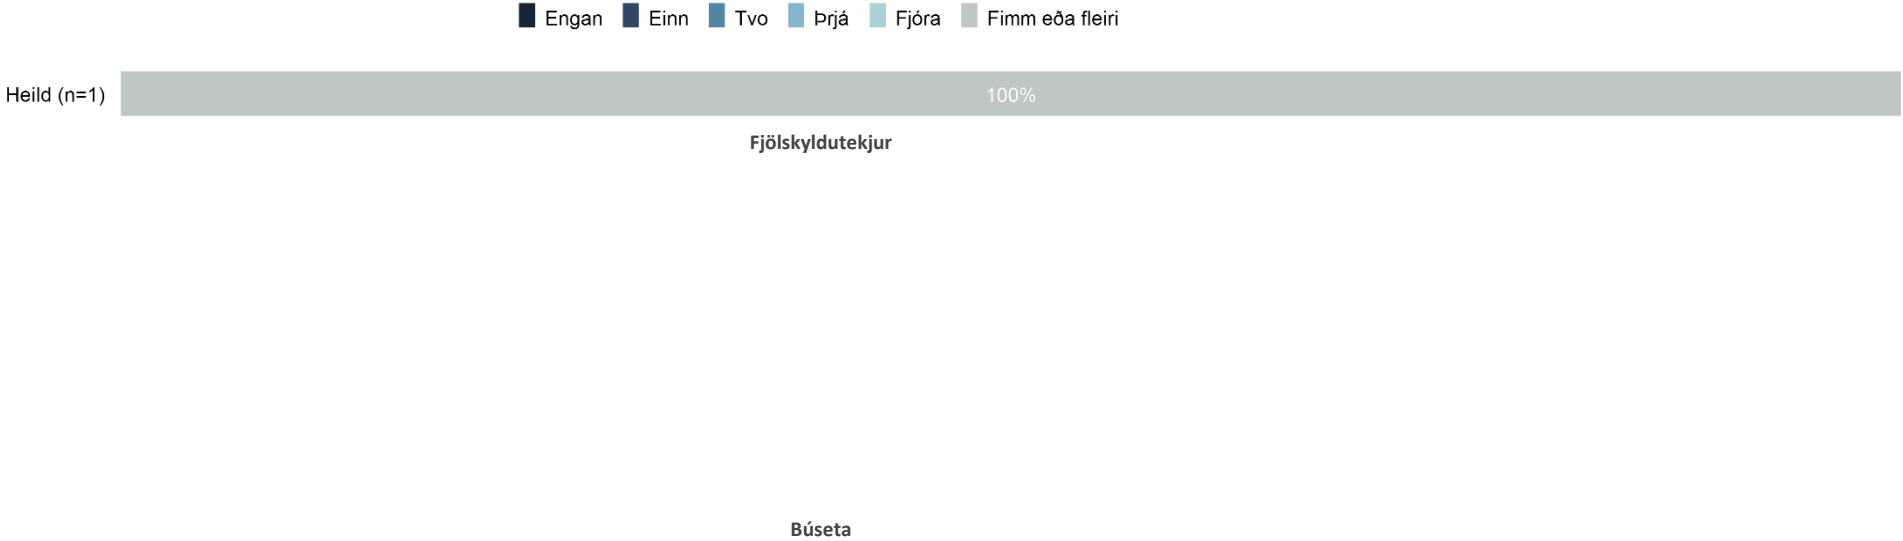 Engan Einn Tvo Þrjá Fjóra Fimm eða fleiri
Heild (n=1) 100%
Fjölskyldutekjur
Búseta